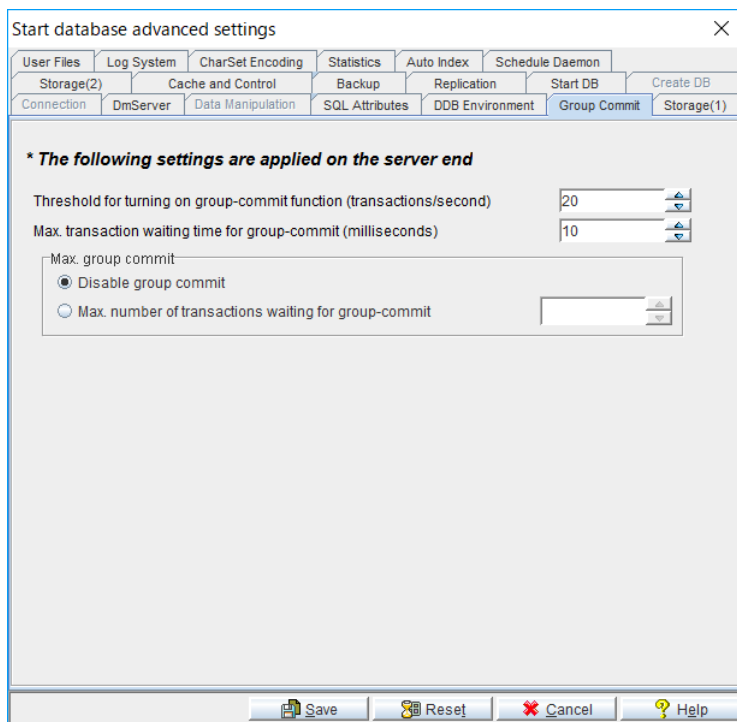 Start database advanced settings
User Files Log System CharSet Encoding Statistics Auto Index Schedule Daemon
Storage(2) Cache and Control Backup Replication Start DB Create DB
Connection DmServer Data Manipulation SQL Attributes DDB Environment Group Commit Storage(1)
* The following settings are applied on the server end
Threshold for turning on group-commit function (transactions/second) 20
Max. transaction waiting time for group-commit (milliseconds) 10
Max. group commit
Disable group commit
Max. number of transactions waiting for group-commit
Save Reset Cancel Help